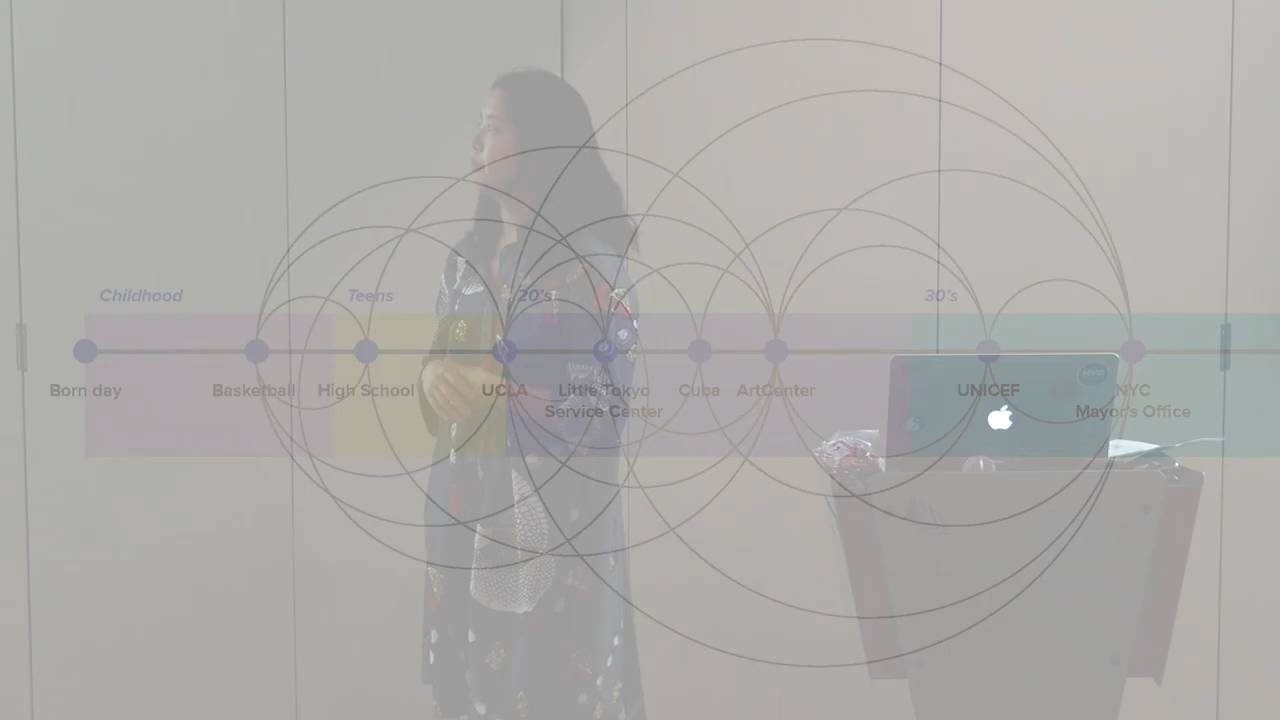 Childhood
Teens
20's
30's
Born day
Basketball
High School
UCLA
Little Tokyo
Service Center
Cuba
ArtCenter
UNICEF
NYC
Mayor's Office